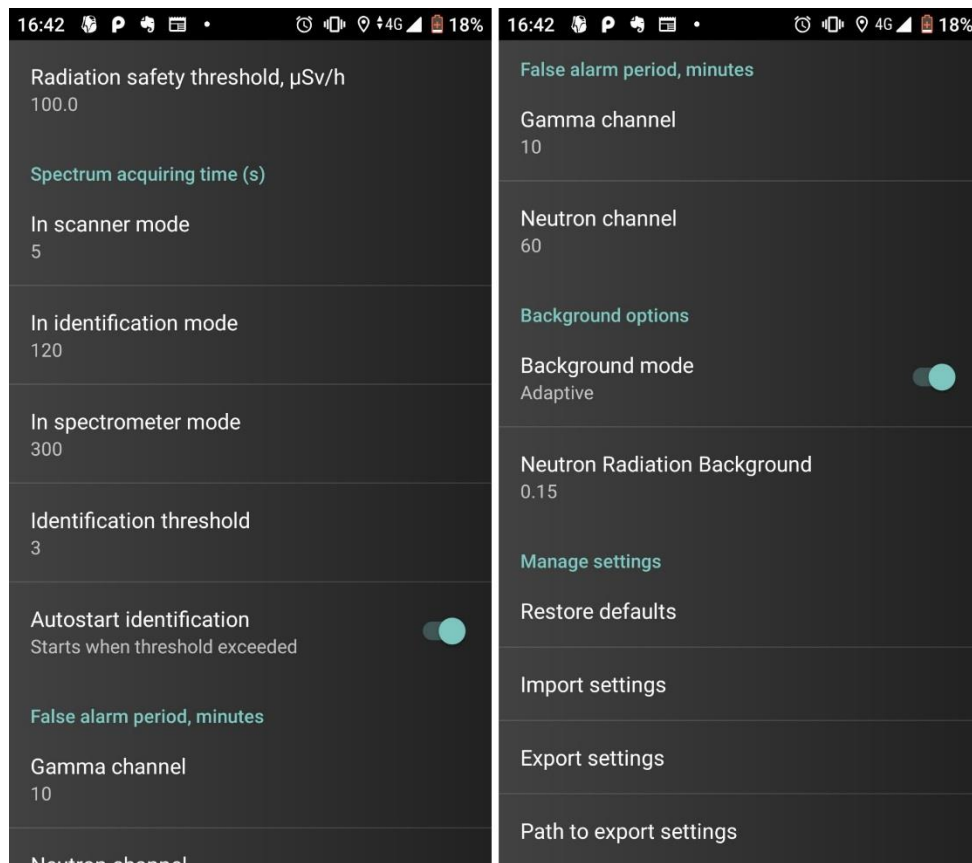 16:42
4G
18%
Radiation safety threshold, µSv/h
100.0
Spectrum acquiring time (s)
In scanner mode
5
In identification mode
120
In spectrometer mode
300
Identification threshold
3
Autostart identification
Starts when threshold exceeded
False alarm period, minutes
Gamma channel
10
Neutron channel
16:42
4G
18%
False alarm period, minutes
Gamma channel
10
Neutron channel
60
Background options
Background mode
Adaptive
Neutron Radiation Background
0.15
Manage settings
Restore defaults
Import settings
Export settings
Path to export settings